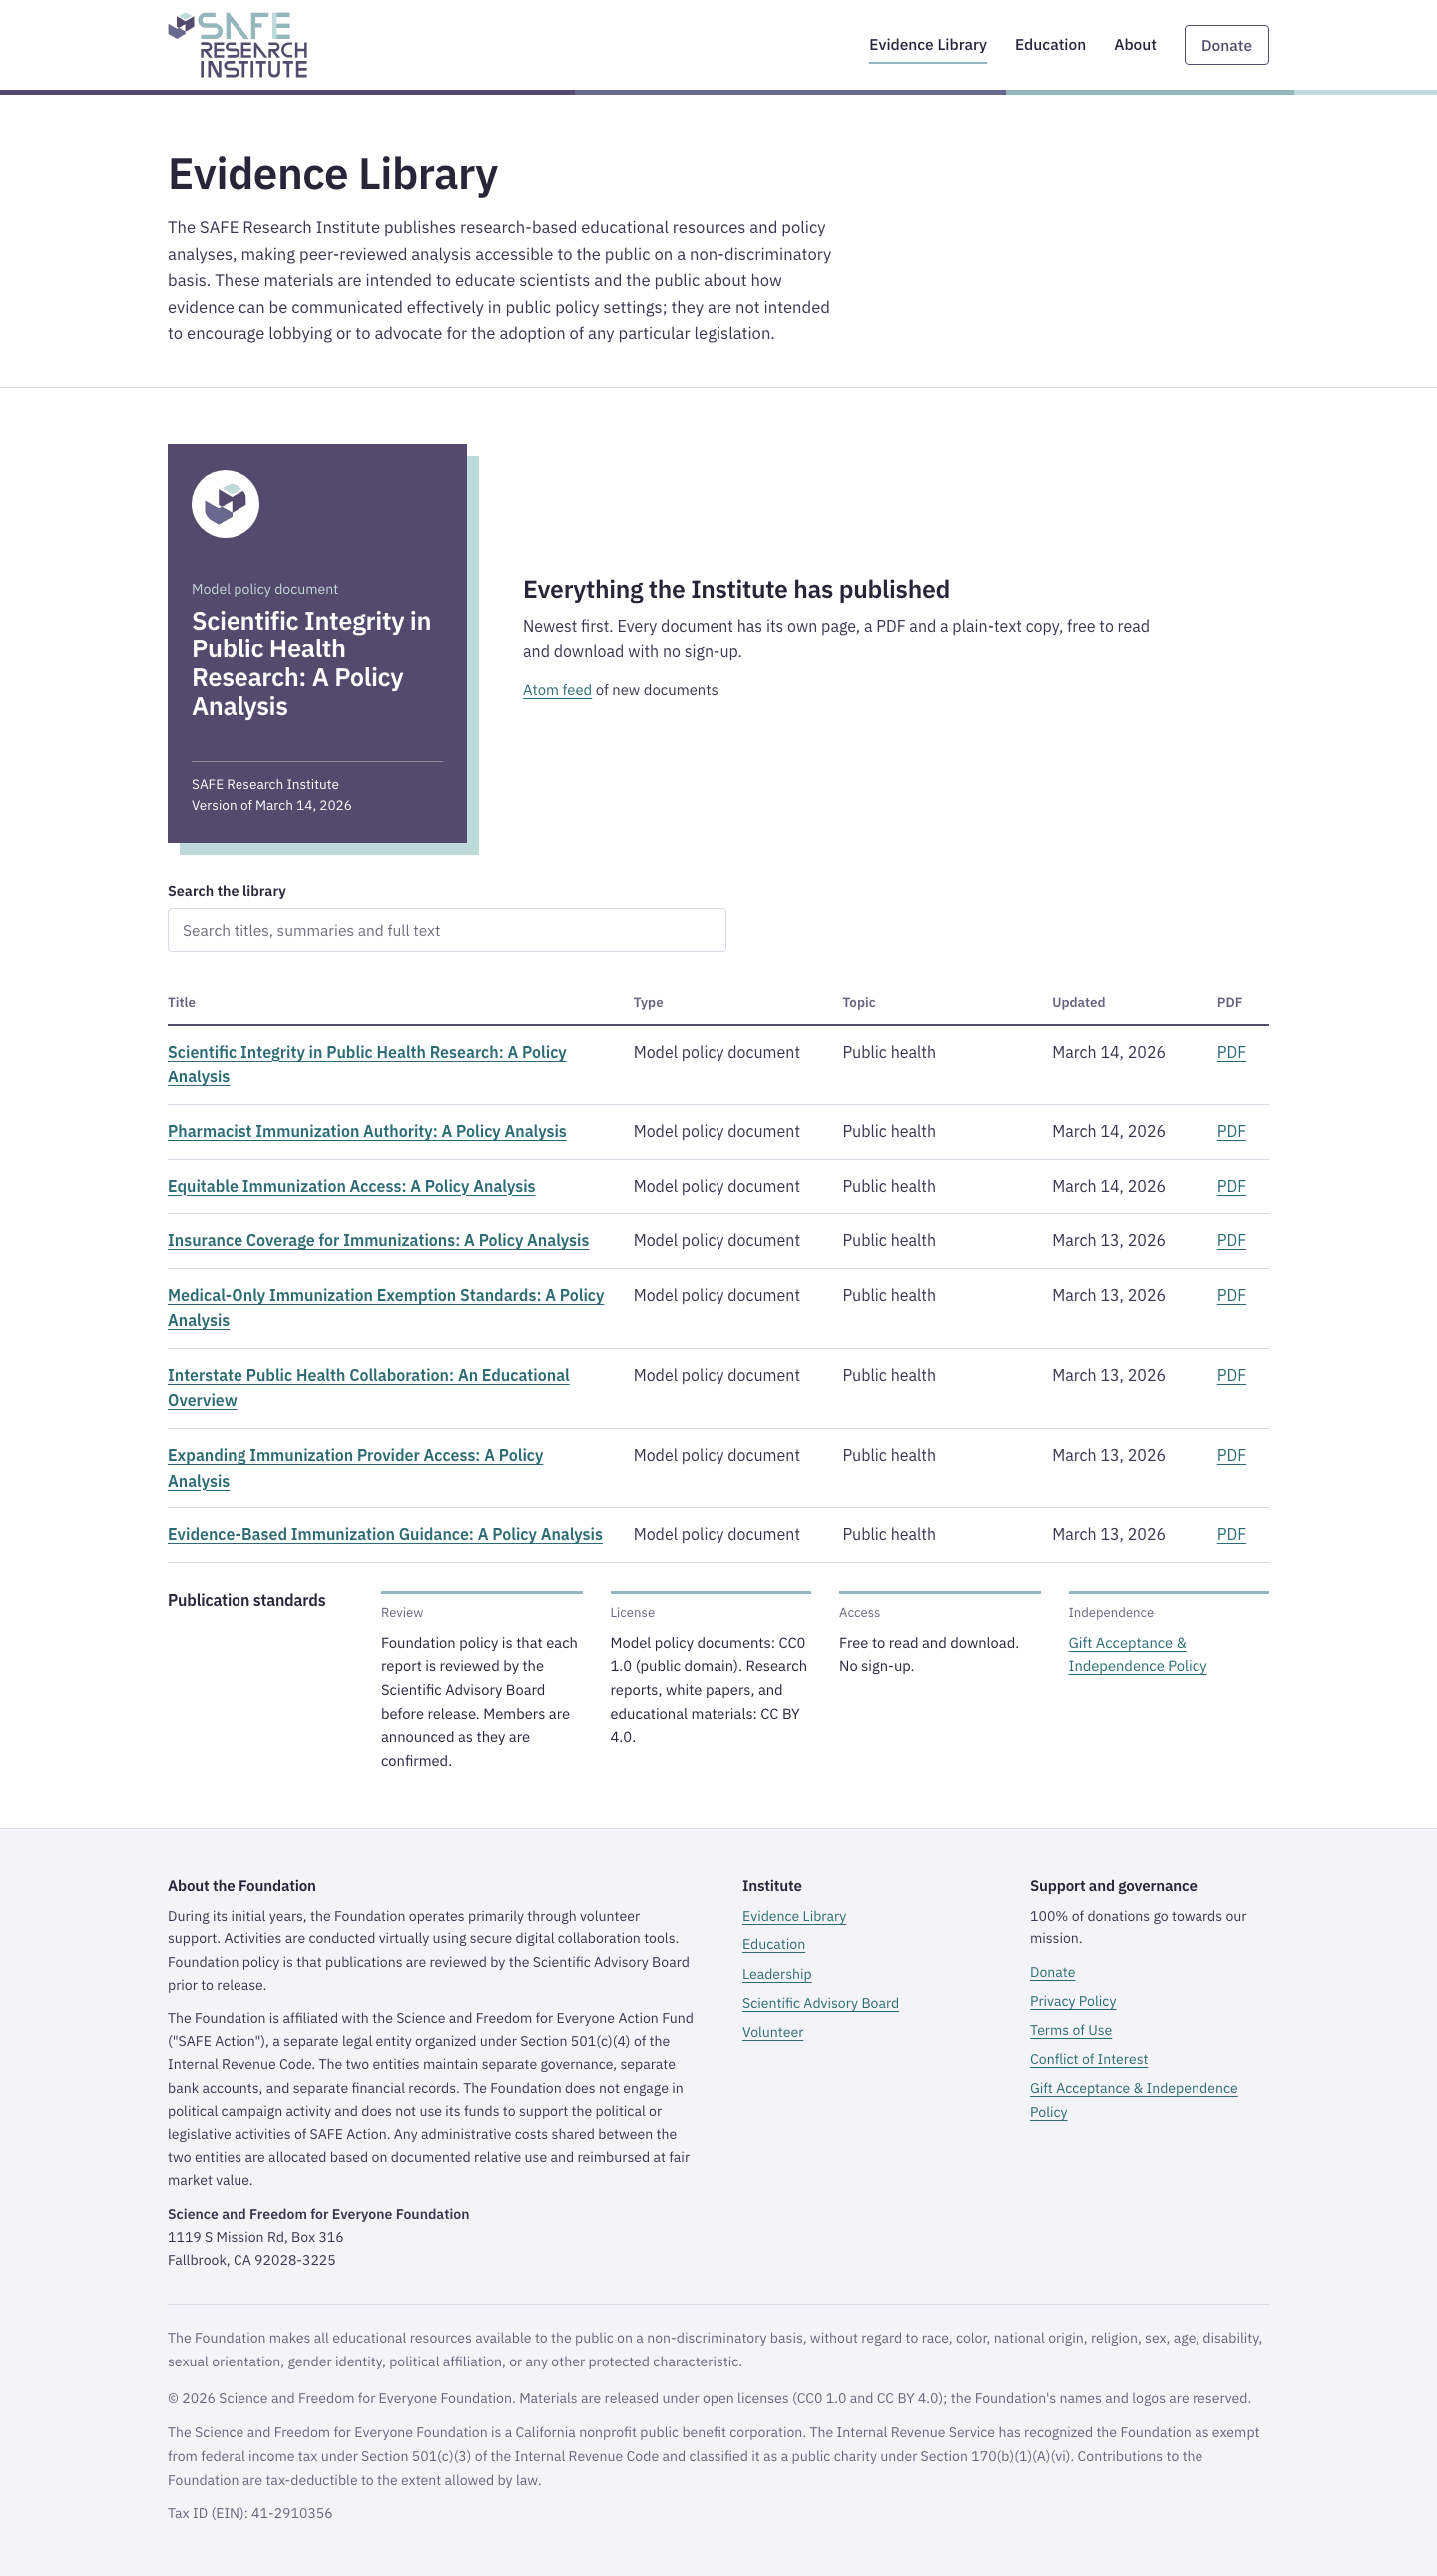 SAFE
RESEARCH
INSTITUTE
Evidence Library
Education
About
Donate
Evidence Library
The SAFE Research Institute publishes research-based educational resources and policy
analyses, making peer-reviewed analysis accessible to the public on a non-discriminatory
basis. These materials are intended to educate scientists and the public about how
evidence can be communicated effectively in public policy settings; they are not intended
to encourage lobbying or to advocate for the adoption of any particular legislation.
Model policy document
Scientific Integrity in
Public Health
Research: A Policy
Analysis
SAFE Research Institute
Version of March 14, 2026
Everything the Institute has published
Newest first. Every document has its own page, a PDF and a plain-text copy, free to read
and download with no sign-up.
Atom feed of new documents
Search the library
Search titles, summaries and full text
Title Type Topic Updated PDF
Scientific Integrity in Public Health Research: A Policy Model policy document Public health March 14, 2026 PDF
Analysis
Pharmacist Immunization Authority: A Policy Analysis Model policy document Public health March 14, 2026 PDF
Equitable Immunization Access: A Policy Analysis Model policy document Public health March 14, 2026 PDF
Insurance Coverage for Immunizations: A Policy Analysis Model policy document Public health March 13, 2026 PDF
Medical-Only Immunization Exemption Standards: A Policy Model policy document Public health March 13, 2026 PDF
Analysis
Interstate Public Health Collaboration: An Educational Model policy document Public health March 13, 2026 PDF
Overview
Expanding Immunization Provider Access: A Policy Model policy document Public health March 13, 2026 PDF
Analysis
Evidence-Based Immunization Guidance: A Policy Analysis Model policy document Public health March 13, 2026 PDF
Publication standards
Review
Foundation policy is that each
report is reviewed by the
Scientific Advisory Board
before release. Members are
announced as they are
confirmed.
License
Model policy documents: CC0
1.0 (public domain). Research
reports, white papers, and
educational materials: CC BY
4.0.
Access
Free to read and download.
No sign-up.
Independence
Gift Acceptance &
Independence Policy
About the Foundation
During its initial years, the Foundation operates primarily through volunteer
support. Activities are conducted virtually using secure digital collaboration tools.
Foundation policy is that publications are reviewed by the Scientific Advisory Board
prior to release.
The Foundation is affiliated with the Science and Freedom for Everyone Action Fund
("SAFE Action"), a separate legal entity organized under Section 501(c)(4) of the
Internal Revenue Code. The two entities maintain separate governance, separate
bank accounts, and separate financial records. The Foundation does not engage in
political campaign activity and does not use its funds to support the political or
legislative activities of SAFE Action. Any administrative costs shared between the
two entities are allocated based on documented relative use and reimbursed at fair
market value.
Science and Freedom for Everyone Foundation
1119 S Mission Rd, Box 316
Fallbrook, CA 92028-3225
Institute
Evidence Library
Education
Leadership
Scientific Advisory Board
Volunteer
Support and governance
100% of donations go towards our
mission.
Donate
Privacy Policy
Terms of Use
Conflict of Interest
Gift Acceptance & Independence
Policy
The Foundation makes all educational resources available to the public on a non-discriminatory basis, without regard to race, color, national origin, religion, sex, age, disability,
sexual orientation, gender identity, political affiliation, or any other protected characteristic.
© 2026 Science and Freedom for Everyone Foundation. Materials are released under open licenses (CC0 1.0 and CC BY 4.0); the Foundation's names and logos are reserved.
The Science and Freedom for Everyone Foundation is a California nonprofit public benefit corporation. The Internal Revenue Service has recognized the Foundation as exempt
from federal income tax under Section 501(c)(3) of the Internal Revenue Code and classified it as a public charity under Section 170(b)(1)(A)(vi). Contributions to the
Foundation are tax-deductible to the extent allowed by law.
Tax ID (EIN): 41-2910356